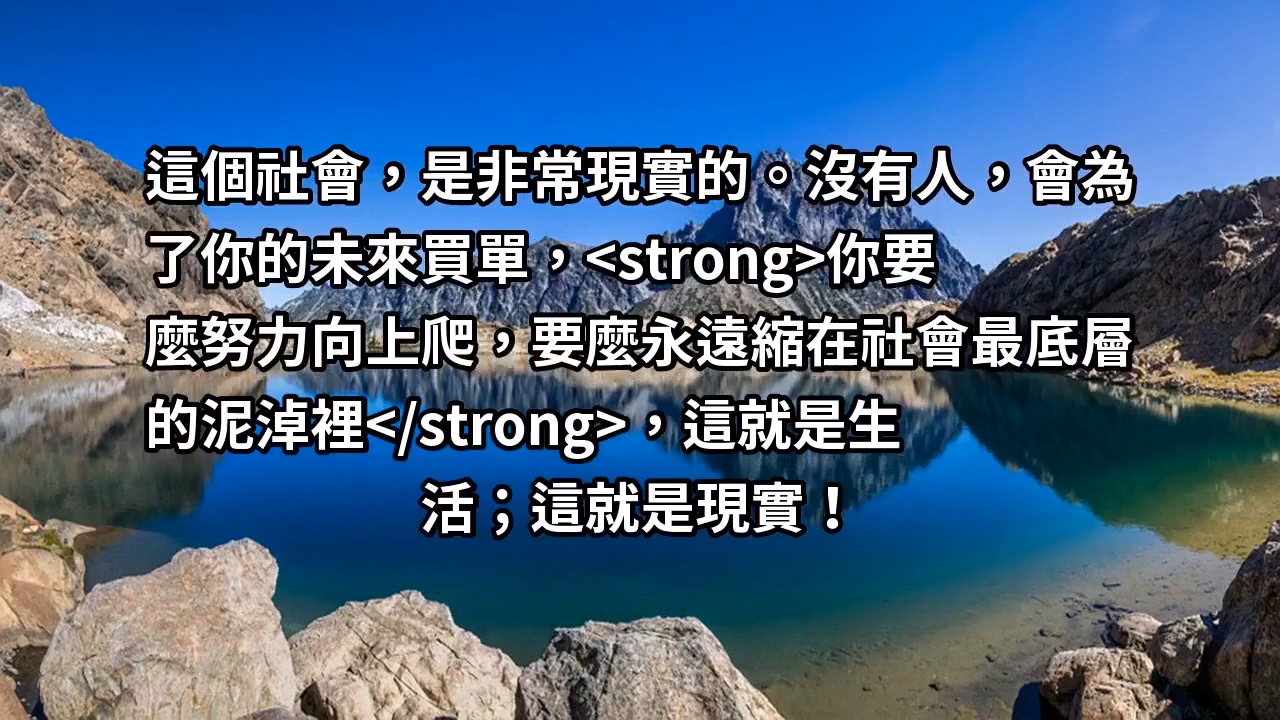 這個社會，是非常現實的。沒有人，會為
了你的未來買單，<strong>你要
麼努力向上爬，要麼永遠縮在社會最底層
的泥淖裡</strong>，這就是生
活；這就是現實！